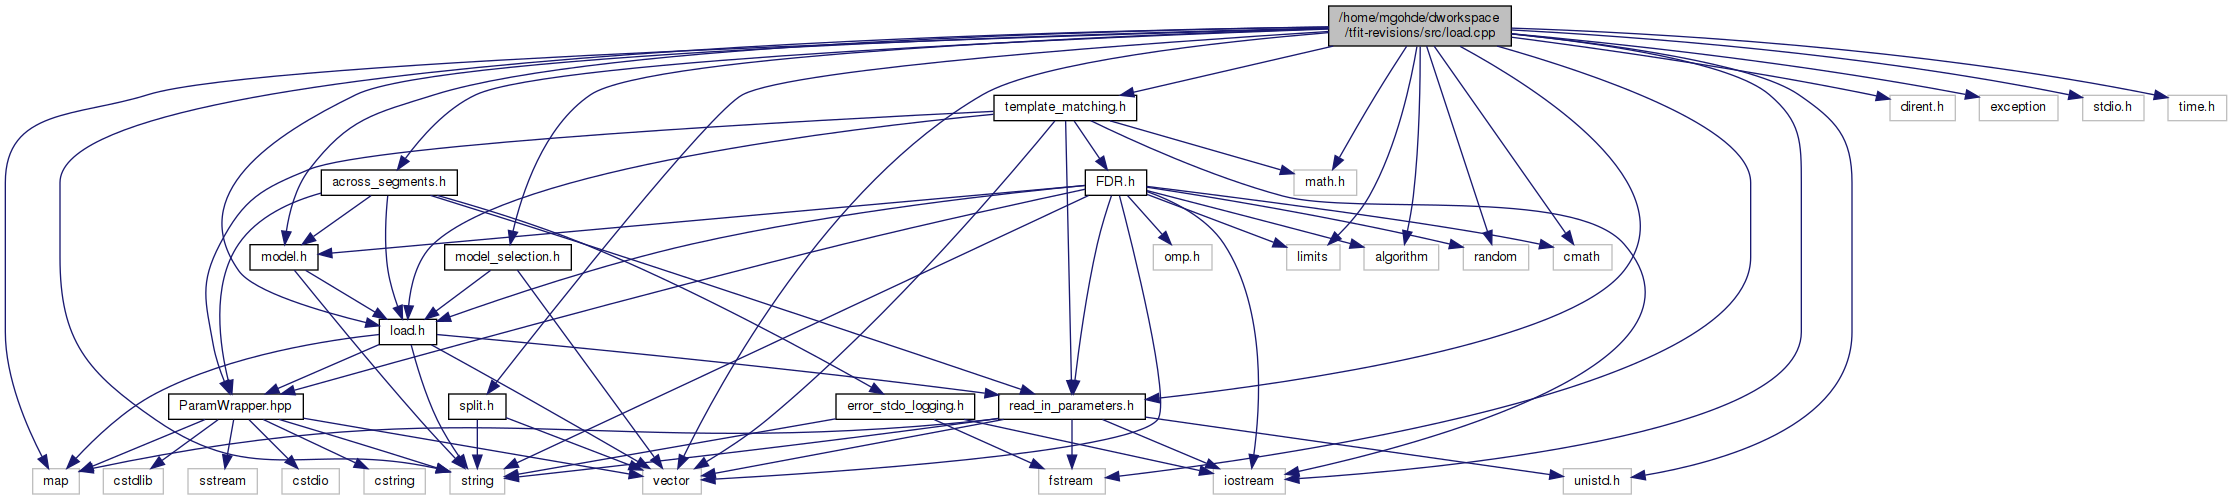 /home/mgohde/dworkspace
/tfit-revisions/src/load.cpp
template_matching.h
dirent.h
exception
stdio.h
time.h
across_segments.h
FDR.h
math.h
model.h
model_selection.h
omp.h
limits
algorithm
random
cmath
load.h
ParamWrapper.hpp
split.h
error_stdo_logging.h
read_in_parameters.h
map
cstdlib
sstream
cstdio
cstring
string
vector
fstream
iostream
unistd.h